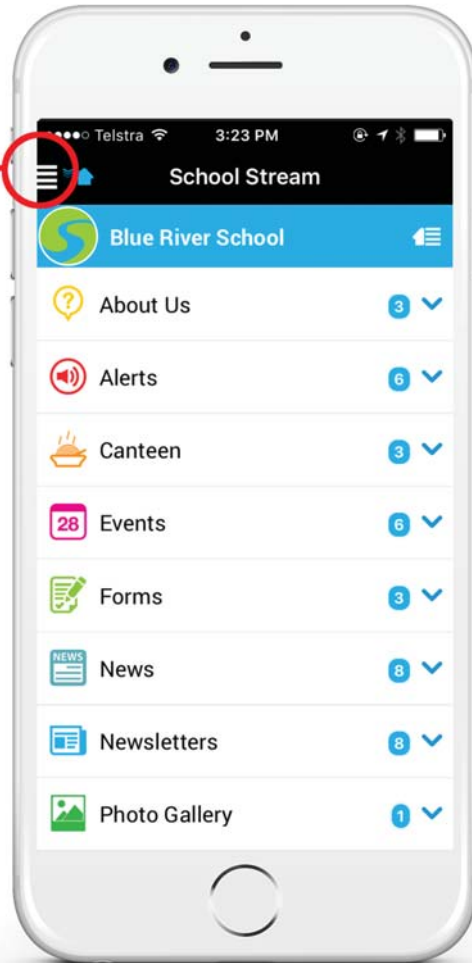 Telstra 3:23 PM
School Stream
Blue River School
About Us 3
Alerts 6
Canteen 3
28 Events 6
Forms 3
NEWS News 8
Newsletters 8
Photo Gallery 1